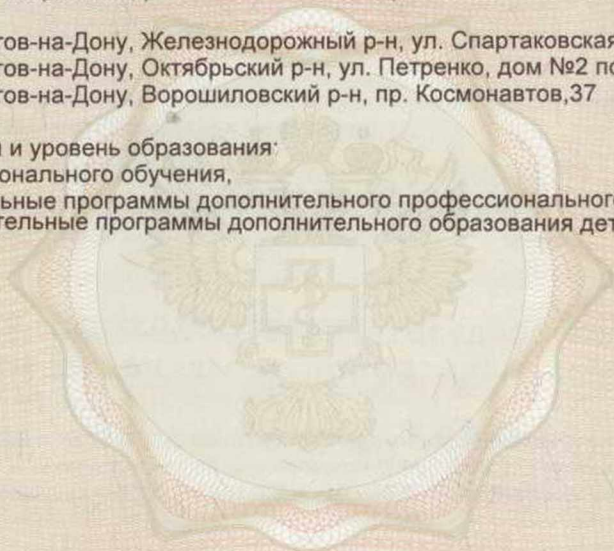 тов-на-Дону, Железнодорожный р-н, ул. Спартаковская
тов-на-Дону, Октябрьский р-н, ул. Петренко, дом №2 по
тов-на-Дону, Ворошиловский р-н, пр. Космонавтов,37
и уровень образования:
онального обучения,
ьные программы дополнительного профессионального
тельные программы дополнительного образования дет